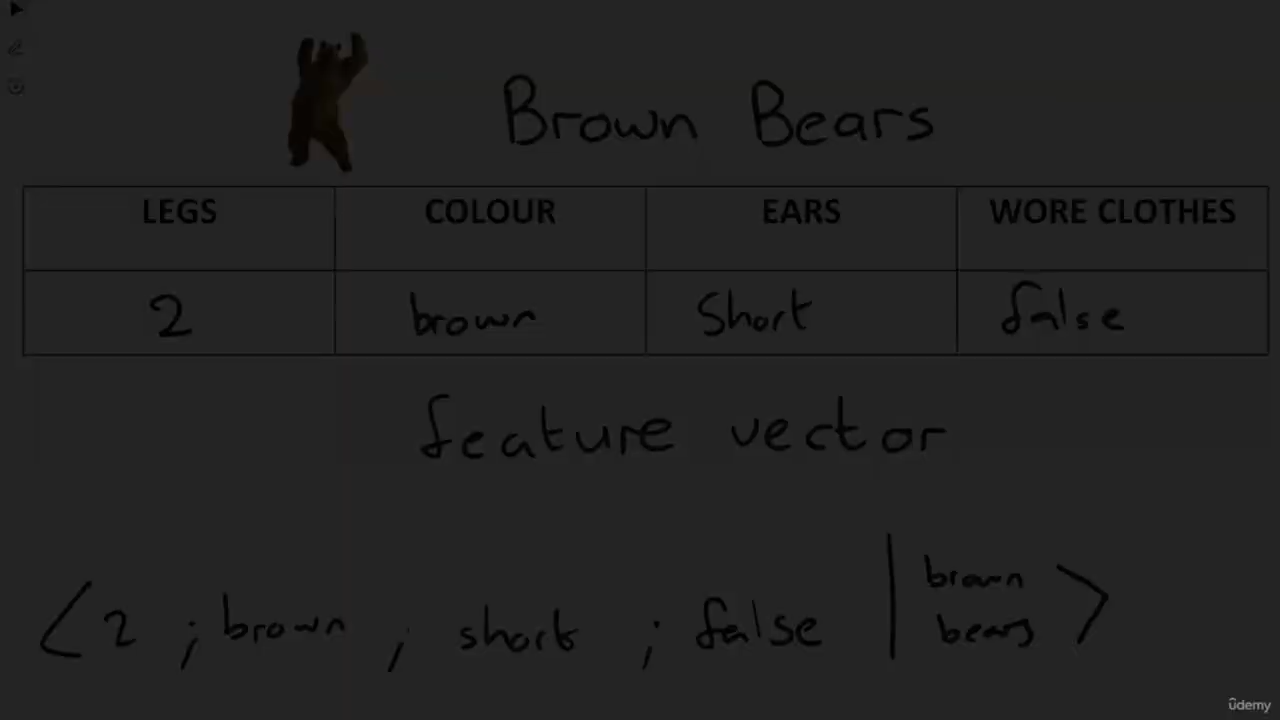 Brown Bears
LEGS COLOUR EARS WORE CLOTHES
2 brown Short false
feature vector
<2 ; brown ; short ; false | brown bears>
ûdemy